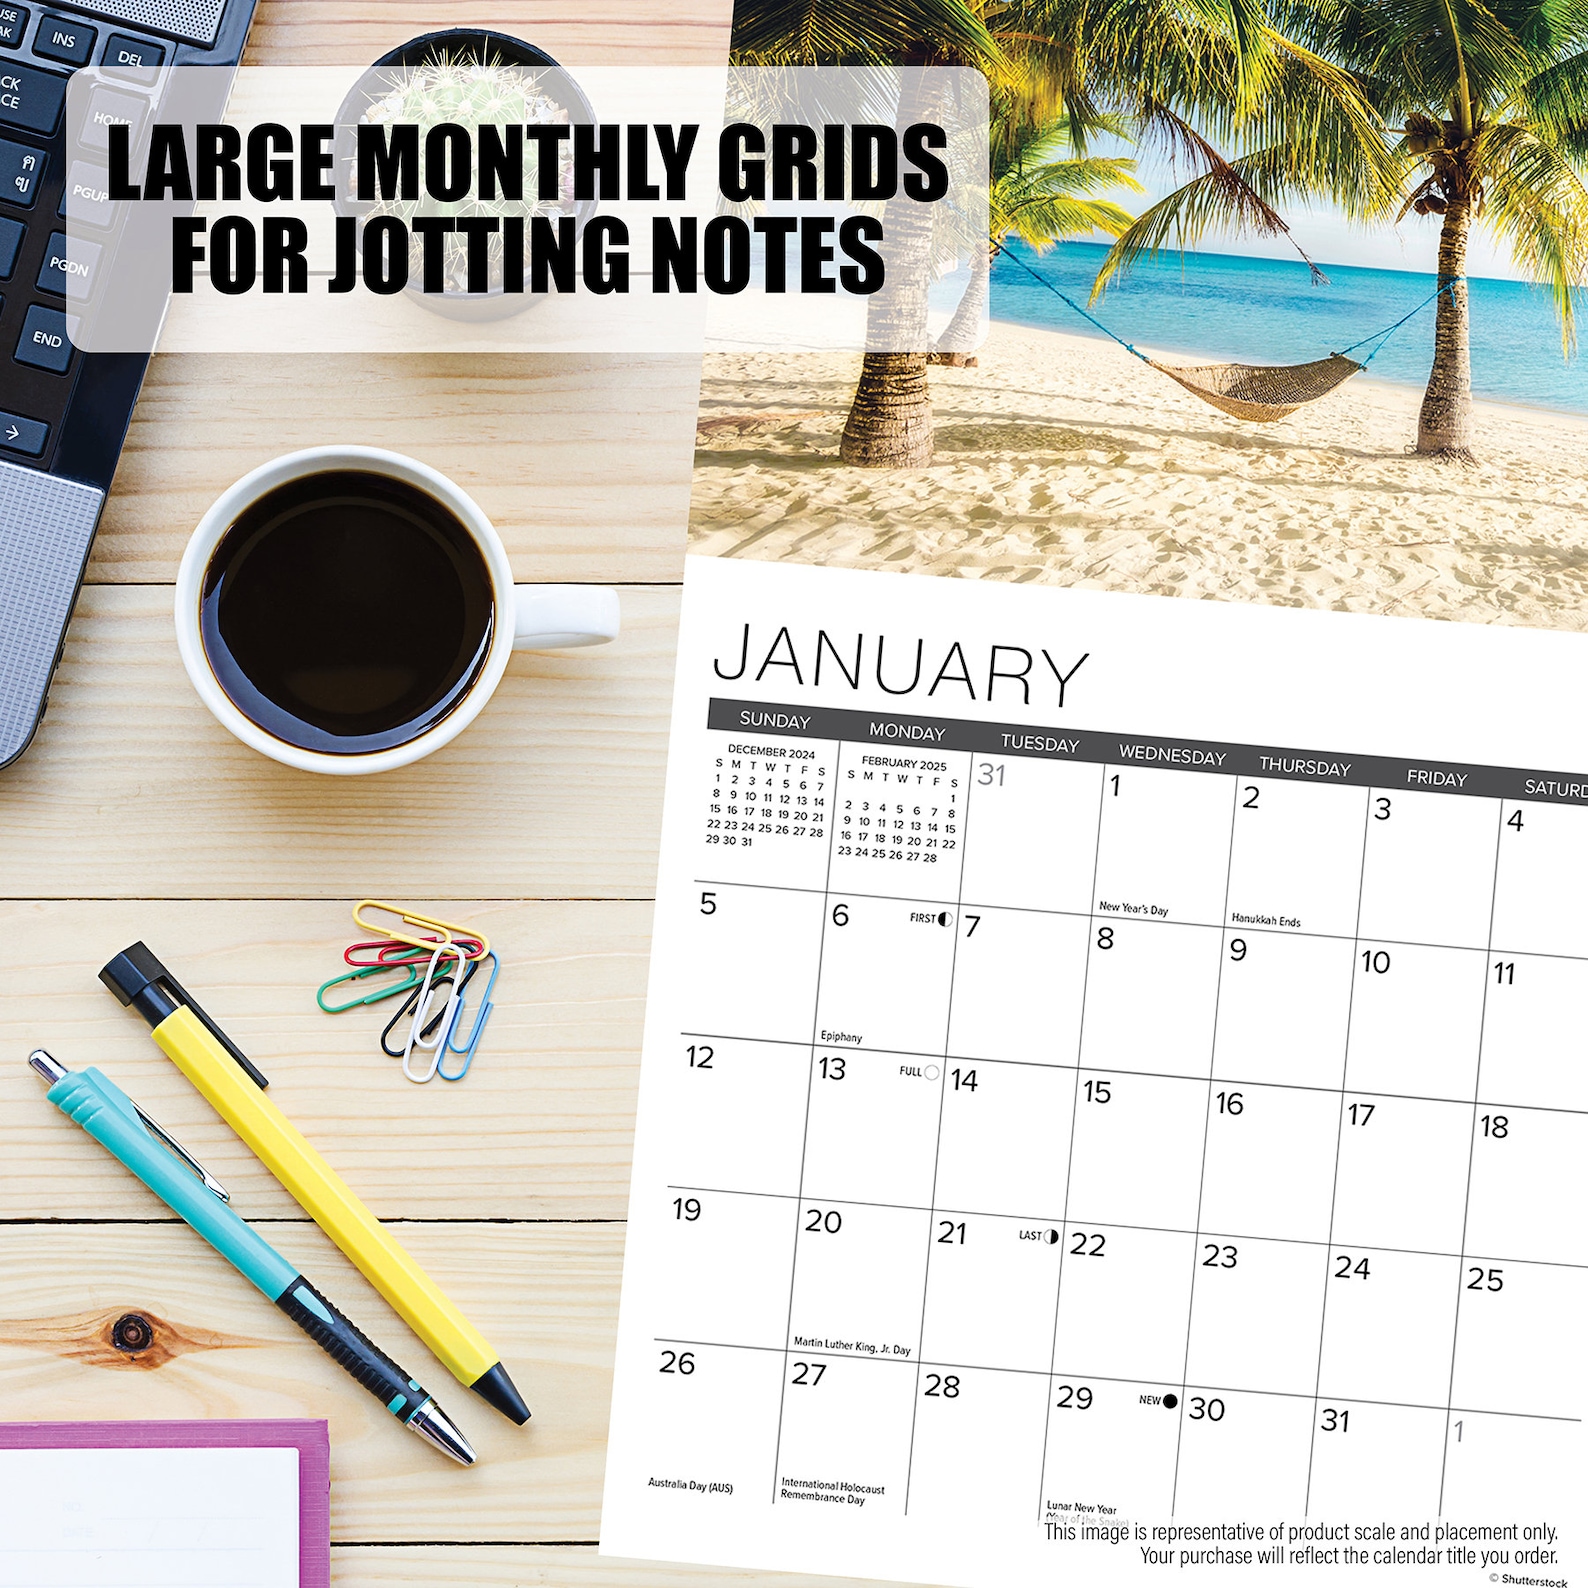 INS
DEL
HOME
PGUP
PGDN
END
LARGE MONTHLY GRIDS
FOR JOTTING NOTES
JANUARY
SUNDAY MONDAY TUESDAY WEDNESDAY THURSDAY FRIDAY
DECEMBER 2024
S M T W T F S
1 2 3 4 5 6 7
8 9 10 11 12 13 14
15 16 17 18 19 20 21
22 23 24 25 26 27 28
29 30 31
FEBRUARY 2025
S M T W T F S
1
2 3 4 5 6 7 8
9 10 11 12 13 14 15
16 17 18 19 20 21 22
23 24 25 26 27 28
31 1 2 3 4
New Year's Day
Hanukkah Ends
5 6 FIRST 7 8 9 10 11
Epiphany
12 13 FULL 14 15 16 17 18
19 20 21 LAST 22 23 24 25
Martin Luther King, Jr. Day
26 27 28 29 NEW 30 31 1
Australia Day (AUS)
International Holocaust
Remembrance Day
Lunar New Year
(Year of the Snake)
This image is representative of product scale and placement only.
Your purchase will reflect the calendar title you order.
© Shutterstock